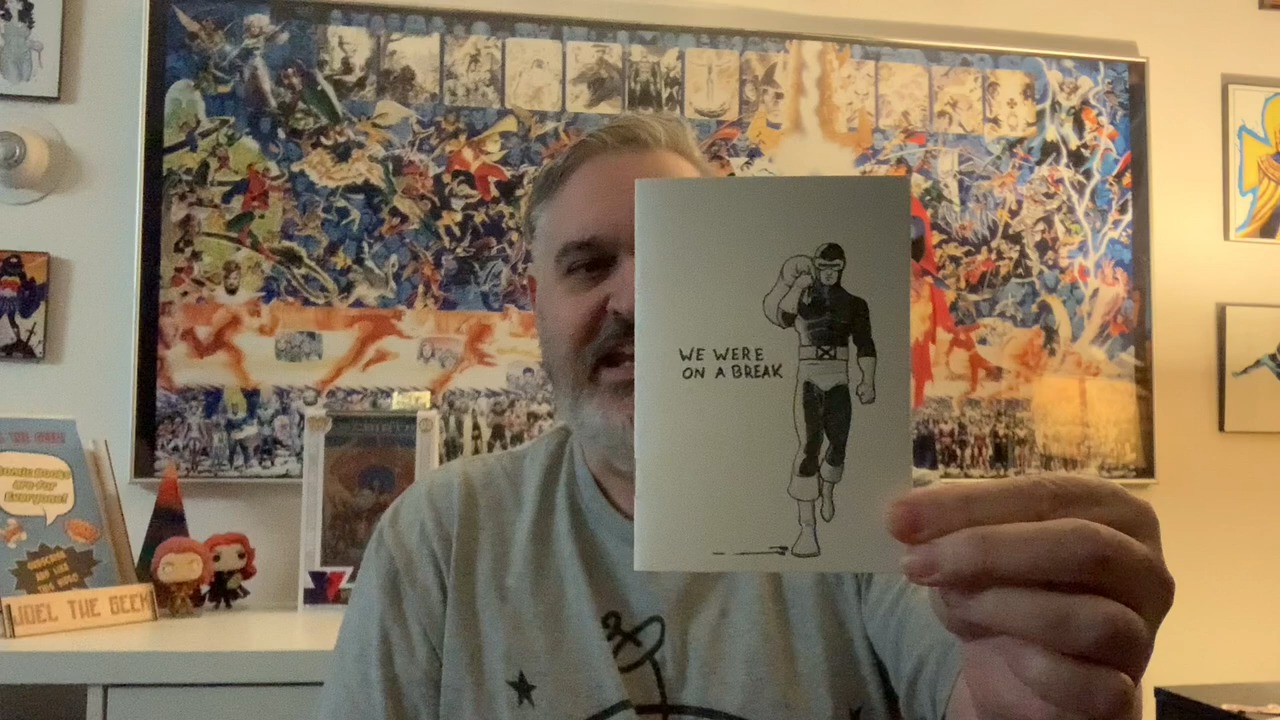 WE WERE
ON A BREAK
Comic Books
are for
Everyone!
JOEL THE GEEK